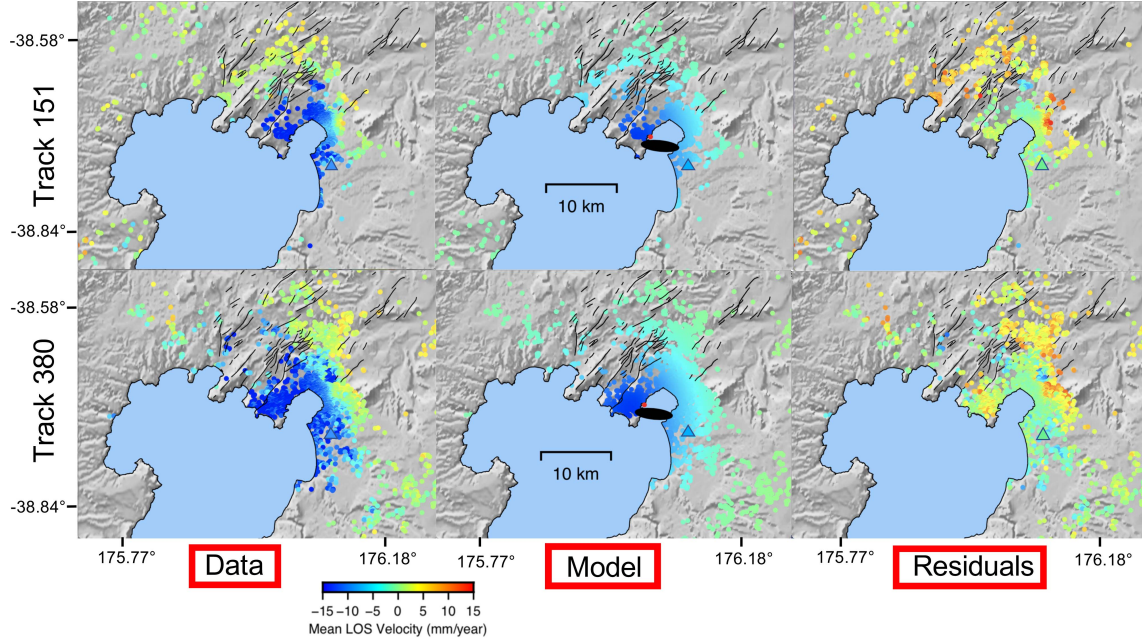 -38.58°
Track 151
10 km
-38.84°
-38.58°
Track 380
10 km
-38.84°
175.77° 176.18° 175.77° 176.18° 175.77° 176.18°
Data Model Residuals
−15 −10 −5 0 5 10 15
Mean LOS Velocity (mm/year)